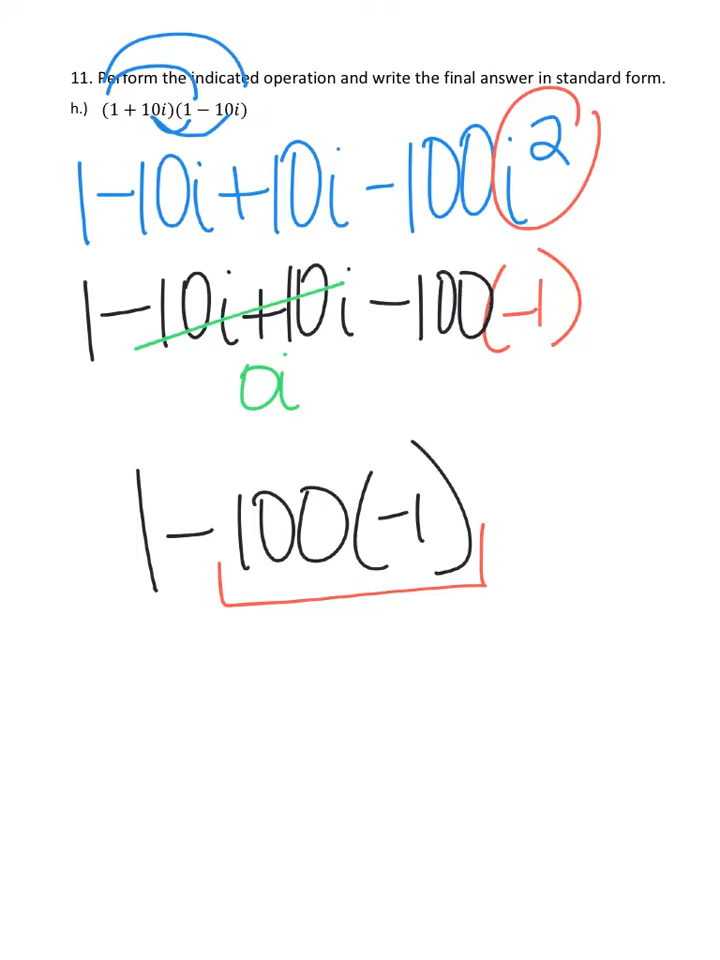 11. Perform the indicated operation and write the final answer in standard form.
h.) (1 + 10i)(1 − 10i)
1-10i+10i-100i²
1-10i+10i-100(-1)
0i
1-100(-1)